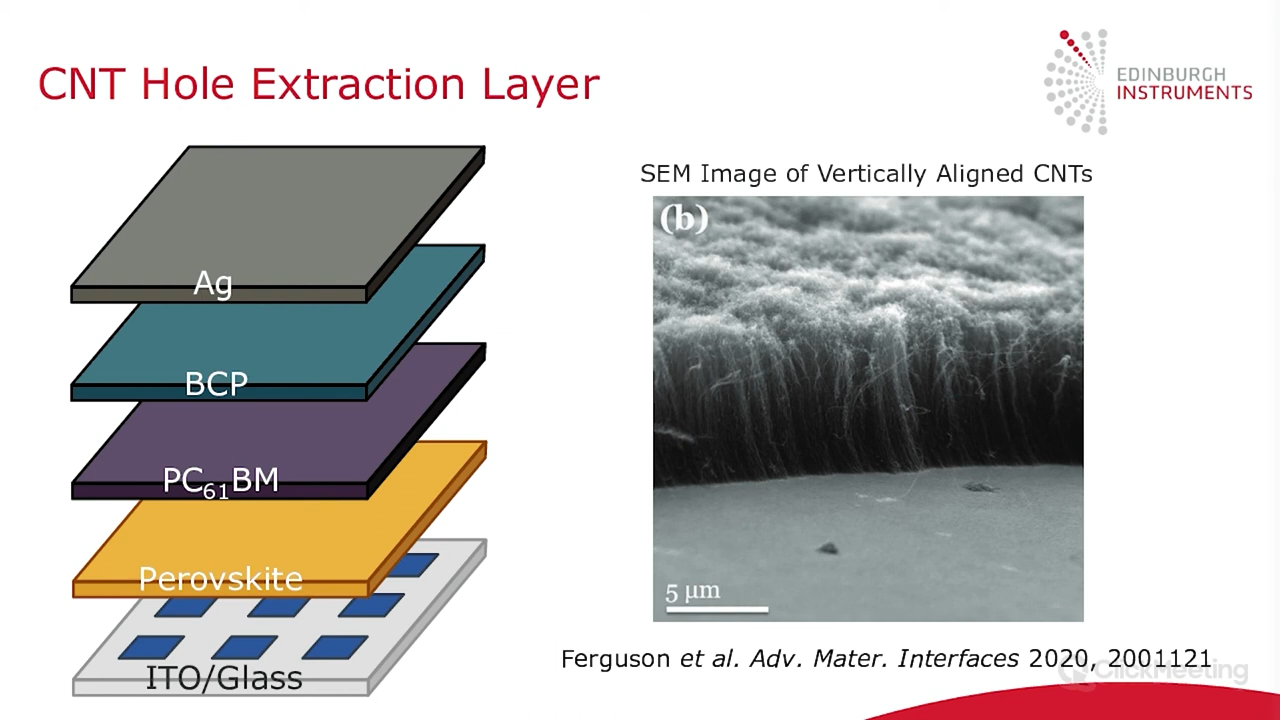 CNT Hole Extraction Layer
EDINBURGH
INSTRUMENTS
SEM Image of Vertically Aligned CNTs
(b)
Ag
BCP
PC61BM
Perovskite
ITO/Glass
5 μm
Ferguson et al. Adv. Mater. Interfaces 2020, 2001121
ClickMeeting